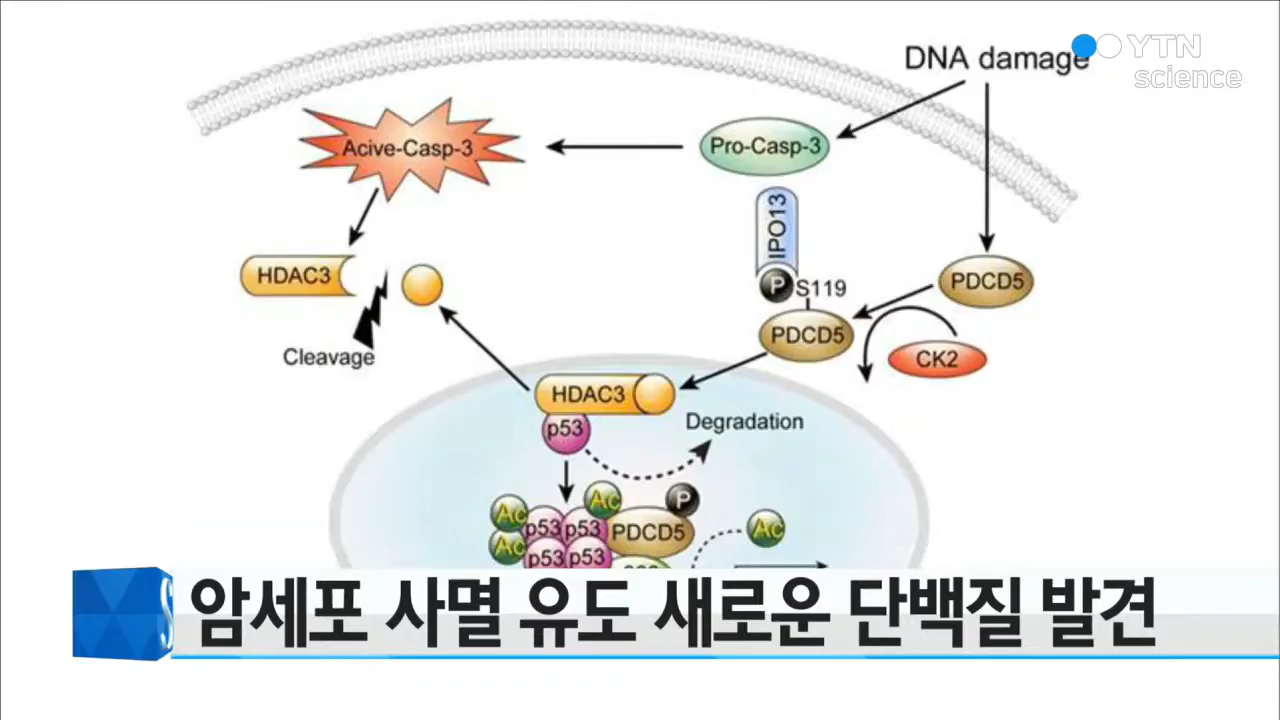 DNA damage
YTN
science
Acive-Casp-3
Pro-Casp-3
IPO13
HDAC3
P
S119
PDCD5
PDCD5
CK2
Cleavage
HDAC3
p53
Degradation
Ac
Ac
P
Ac
p53
p53
PDCD5
Ac
p53
p53
암세포 사멸 유도 새로운 단백질 발견